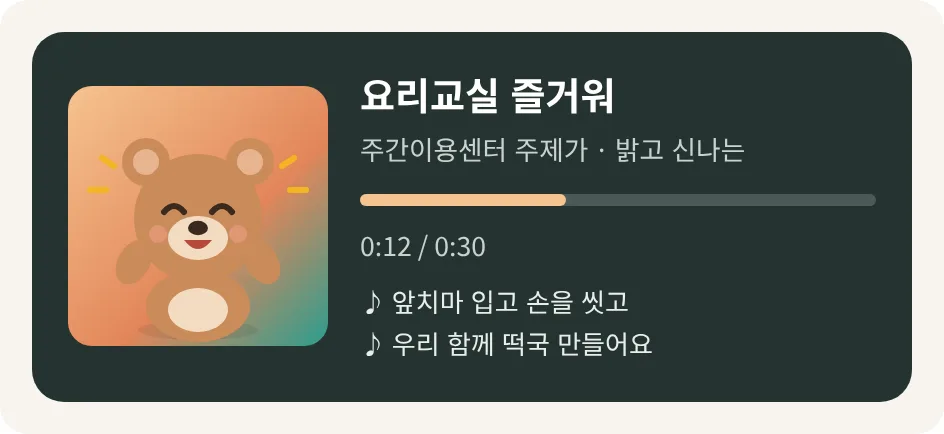 요리교실 즐거워
주간이용센터 주제가 · 밝고 신나는
0:12 / 0:30
♪ 앞치마 입고 손을 씻고
♪ 우리 함께 떡국 만들어요